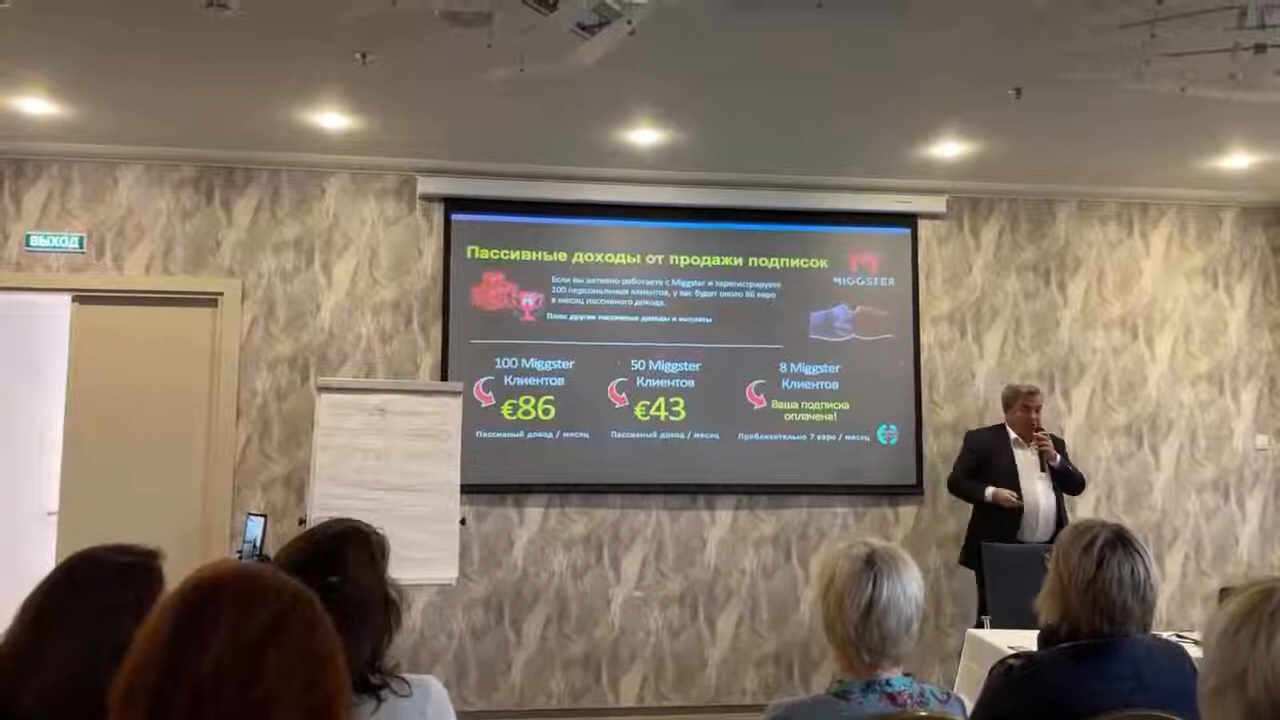 ВЫХОД
Пассивные доходы от продажи подписок
MIGGSTER
Если вы активно работаете с Miggster и зарегистрируете
100 персональных клиентов, у вас будет около 86 евро
в месяц пассивного дохода.
Плюс другие пассивные доходы и выплаты
100 Miggster
Клиентов
€86
Пассивный доход / месяц
50 Miggster
Клиентов
€43
Пассивный доход / месяц
8 Miggster
Клиентов
Ваша подписка
оплачена!
Приблизительно 7 евро / месяц